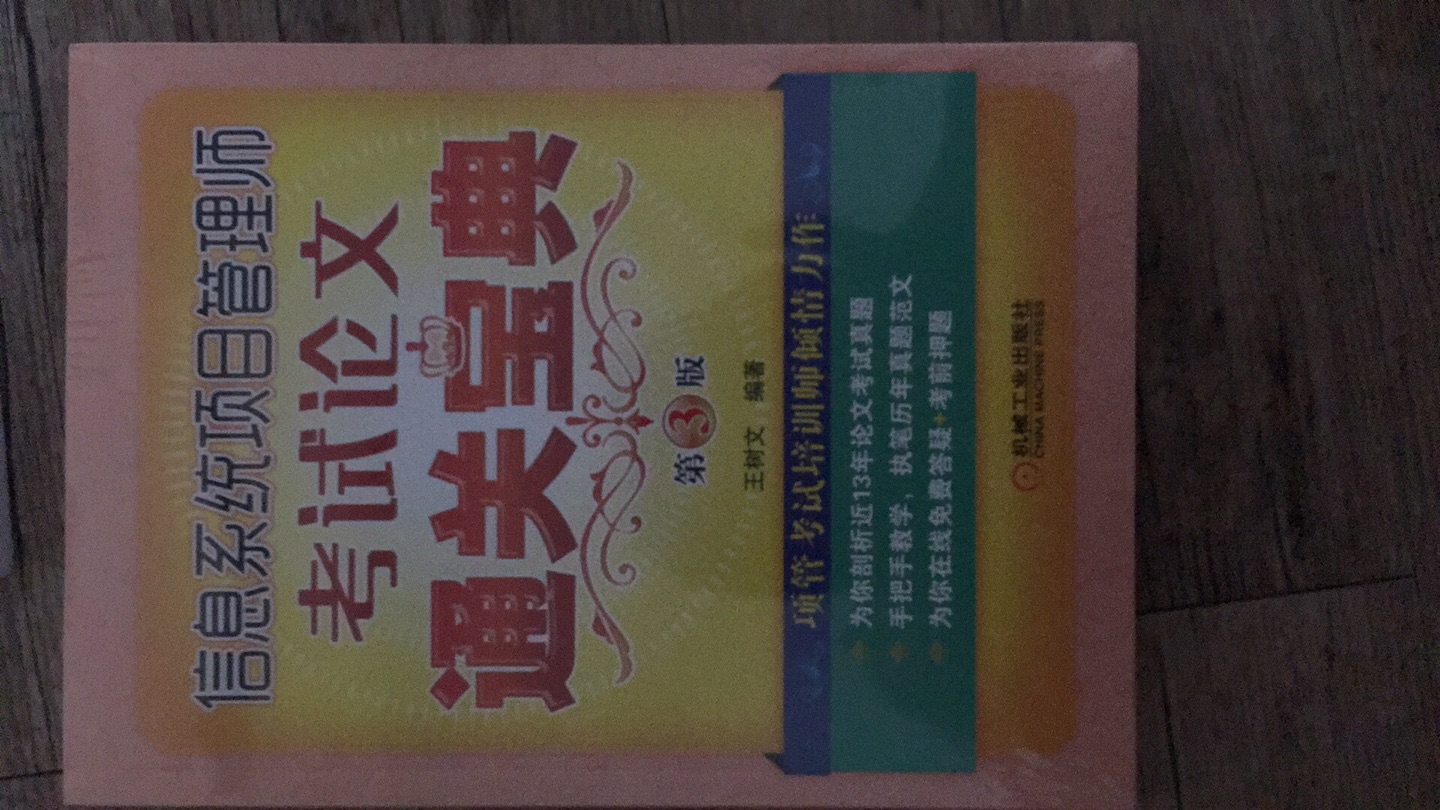 信息系统项目管理师
考试论文
通关宝典
第3版
王树文 编著
项管考试培训师倾情力作
为你剖析近13年论文考试真题
手把手教学，执笔历年真题范文
为你在线免费答疑+考前押题
机械工业出版社
CHINA MACHINE PRESS